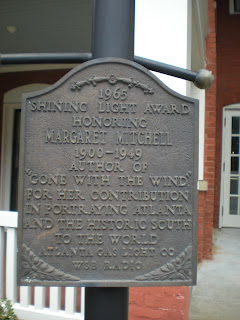 1965
"SHINING LIGHT AWARD"
HONORING
MARGARET MITCHELL
1900-1949
AUTHOR OF
"GONE WITH THE WIND"
FOR HER CONTRIBUTION
IN PORTRAYING ATLANTA
AND THE HISTORIC SOUTH
TO THE WORLD
ATLANTA GAS LIGHT CO.
WSB RADIO